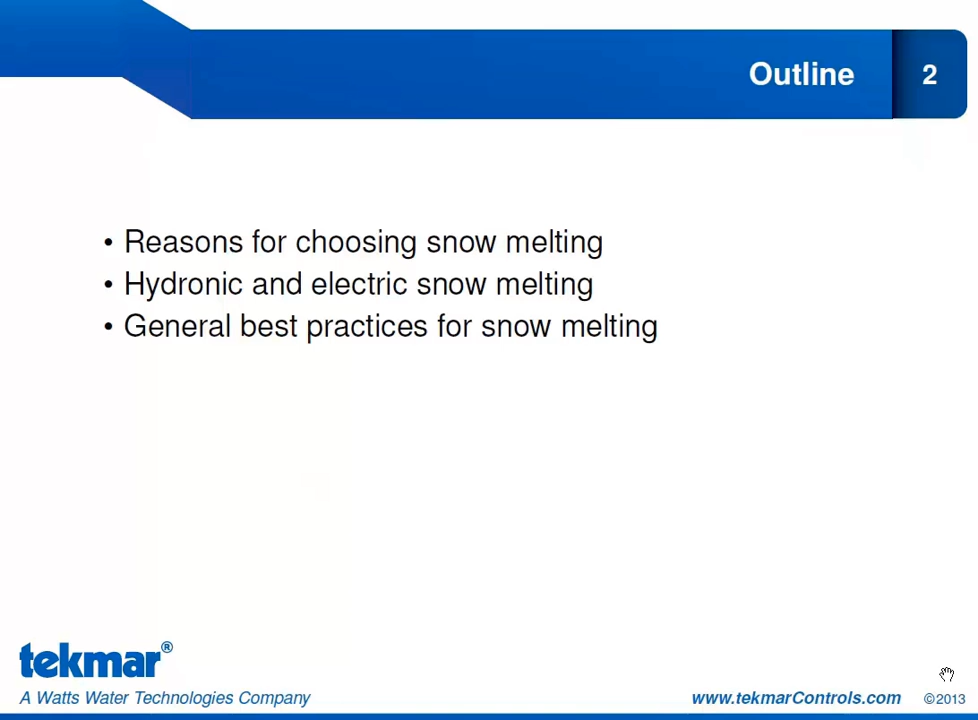 Outline
2
• Reasons for choosing snow melting
• Hydronic and electric snow melting
• General best practices for snow melting
tekmar®
A Watts Water Technologies Company
www.tekmarControls.com ©2013